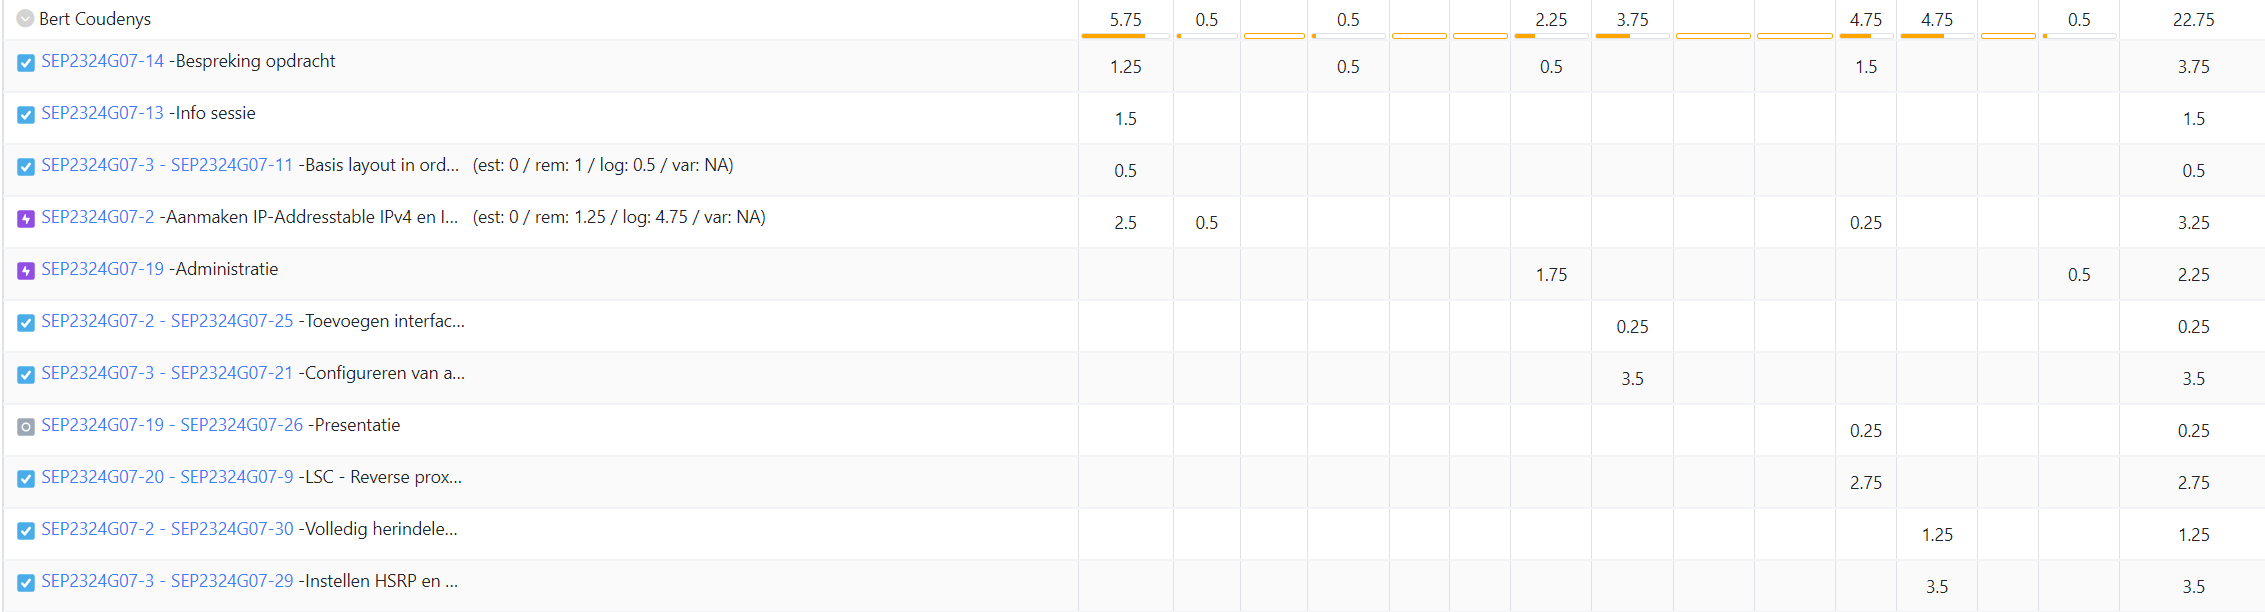 Bert Coudenys 5.75 0.5 0.5 2.25 3.75 4.75 4.75 0.5 22.75
SEP2324G07-14 -Bespreking opdracht 1.25 0.5 0.5 1.5 3.75
SEP2324G07-13 -Info sessie 1.5 1.5
SEP2324G07-3 - SEP2324G07-11 -Basis layout in ord... (est: 0 / rem: 1 / log: 0.5 / var: NA) 0.5 0.5
SEP2324G07-2 -Aanmaken IP-Addresstable IPv4 en I... (est: 0 / rem: 1.25 / log: 4.75 / var: NA) 2.5 0.5 0.25 3.25
SEP2324G07-19 -Administratie 1.75 0.5 2.25
SEP2324G07-2 - SEP2324G07-25 -Toevoegen interfac... 0.25 0.25
SEP2324G07-3 - SEP2324G07-21 -Configureren van a... 3.5 3.5
SEP2324G07-19 - SEP2324G07-26 -Presentatie 0.25 0.25
SEP2324G07-20 - SEP2324G07-9 -LSC - Reverse prox... 2.75 2.75
SEP2324G07-2 - SEP2324G07-30 -Volledig herindele... 1.25 1.25
SEP2324G07-3 - SEP2324G07-29 -Instellen HSRP en ... 3.5 3.5